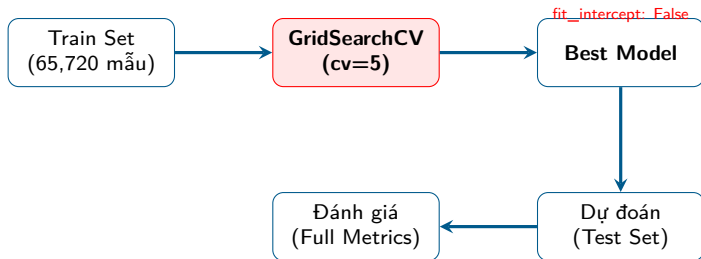 Train Set
(65,720 mẫu)
GridSearchCV
(cv=5)
fit_intercept: False
Best Model
Dự đoán
(Test Set)
Đánh giá
(Full Metrics)